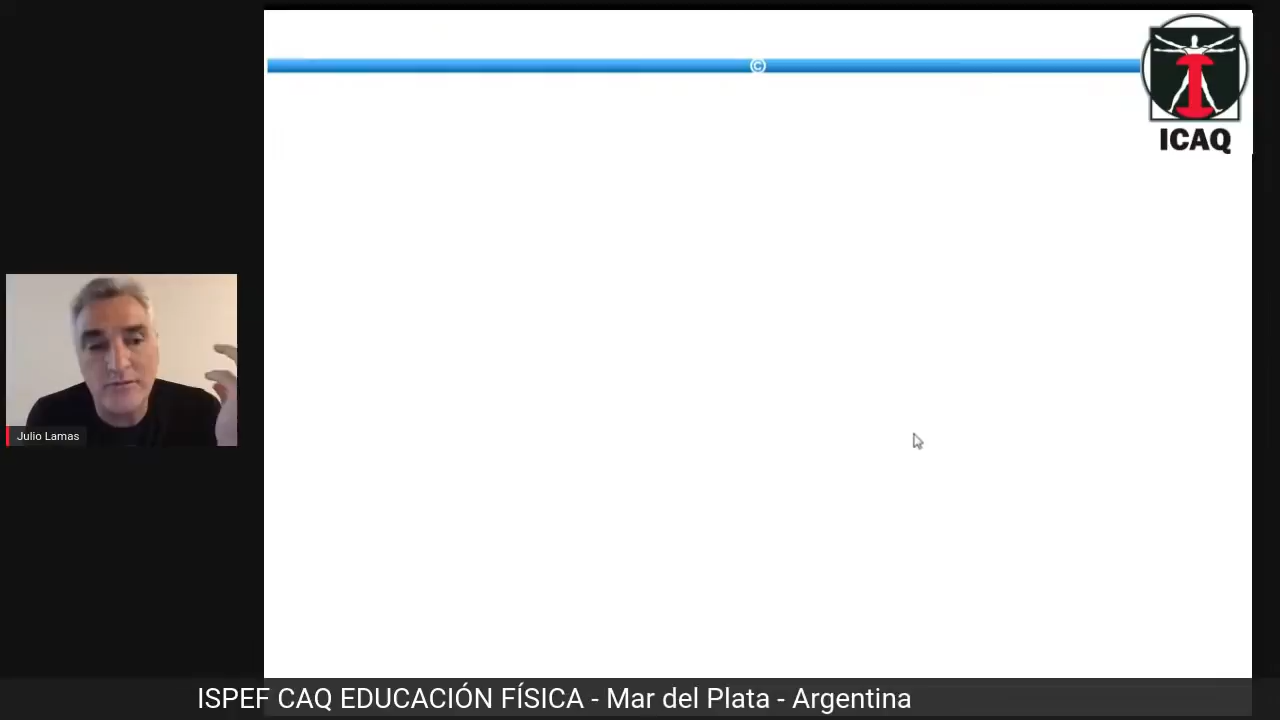 ©
ICAQ
Julio Lamas
ISPEF CAQ EDUCACIÓN FÍSICA - Mar del Plata - Argentina